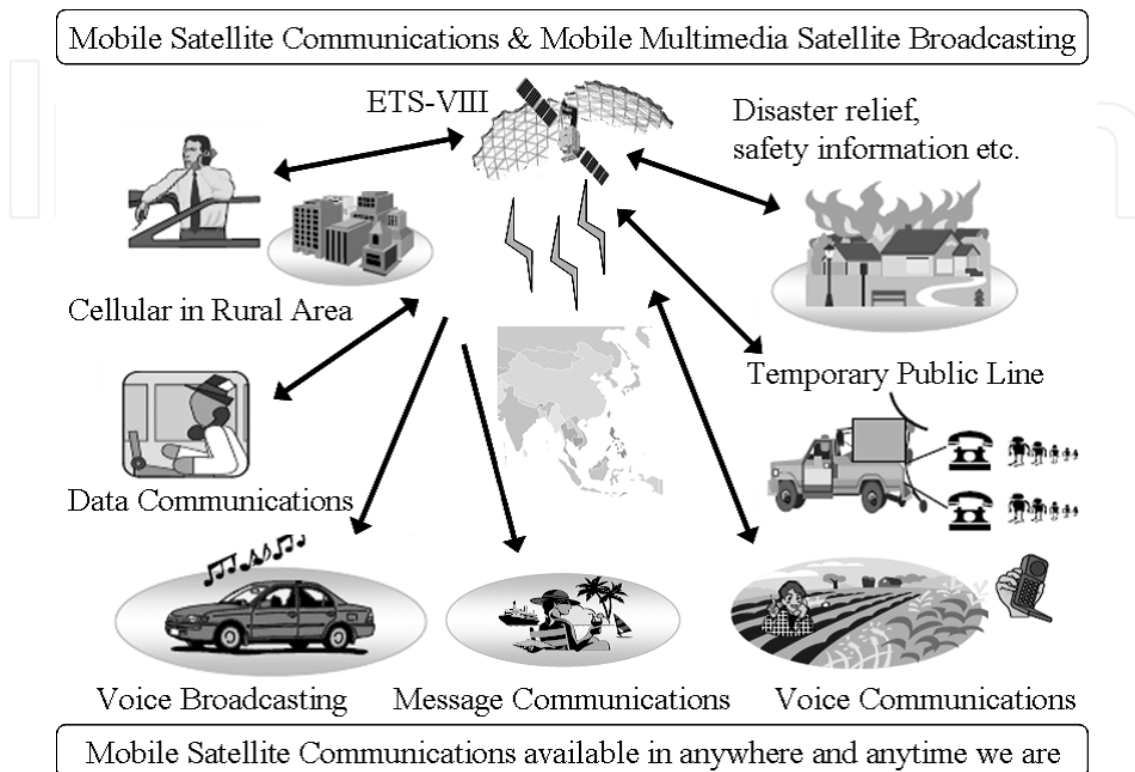 Mobile Satellite Communications & Mobile Multimedia Satellite Broadcasting
ETS-VIII
Disaster relief,
safety information etc.
Cellular in Rural Area
Temporary Public Line
Data Communications
Voice Broadcasting
Message Communications
Voice Communications
Mobile Satellite Communications available in anywhere and anytime we are